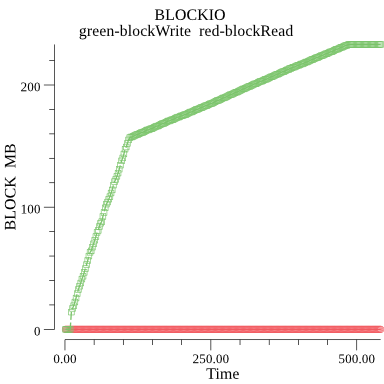 BLOCKIO
green-blockWrite red-blockRead
BLOCK MB
200
100
0
0.00 250.00 500.00
Time